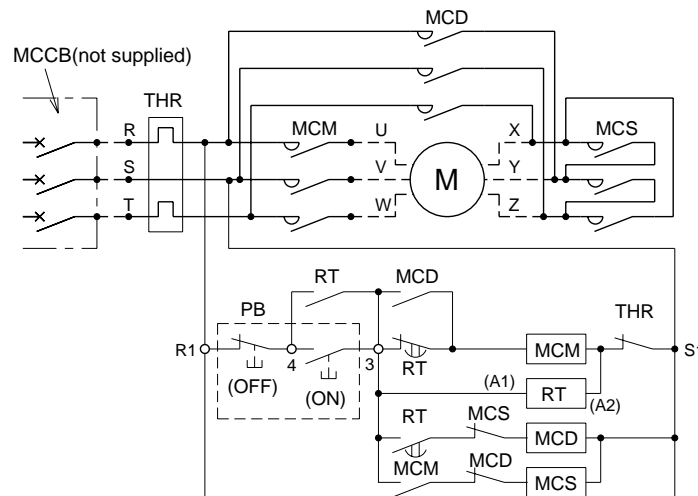 MCD
MCCB(not supplied)
THR
R
MCM
U
X
MCS
S
V
M
Y
T
W
Z
RT
MCD
PB
THR
R1
4
3
RT
MCM
S1
(OFF)
(ON)
(A1)
RT
(A2)
RT
MCS
MCD
MCM
MCD
MCS